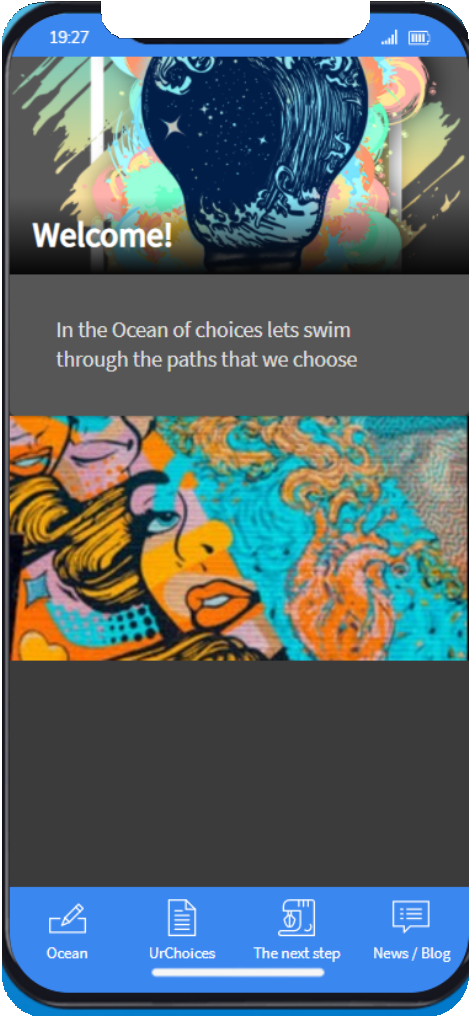 19:27
Welcome!
In the Ocean of choices lets swim
through the paths that we choose
Ocean
UrChoices
The next step
News / Blog